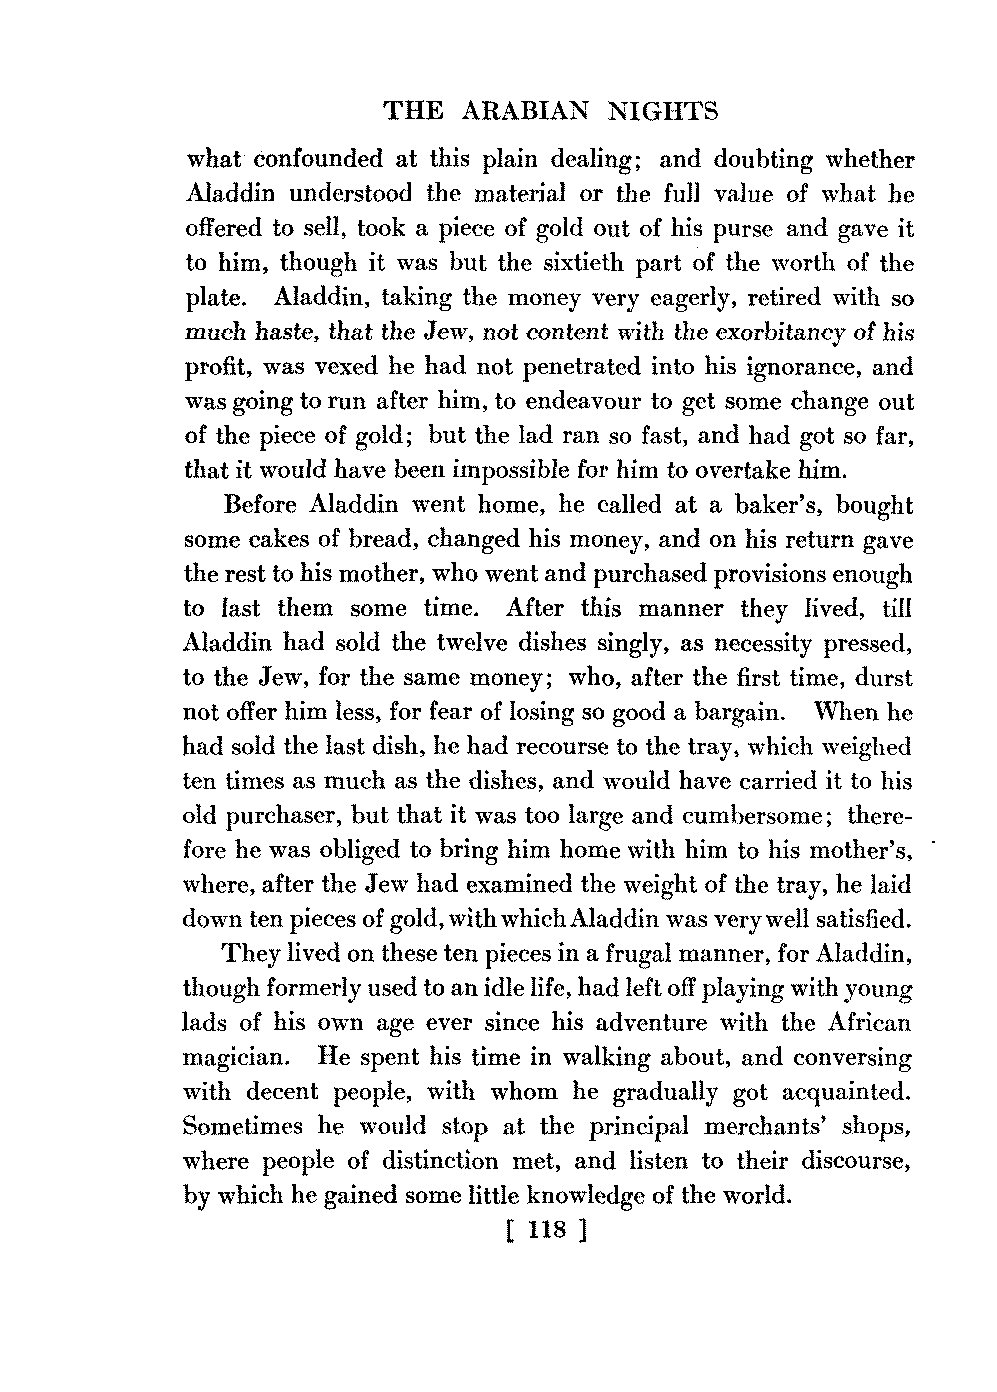 THE ARABIAN NIGHTS
what confounded at this plain dealing; and doubting whether
Aladdin understood the material or the full value of what he
offered to sell, took a piece of gold out of his purse and gave it
to him, though it was but the sixtieth part of the worth of the
plate. Aladdin, taking the money very eagerly, retired with so
much haste, that the Jew, not content with the exorbitancy of his
profit, was vexed he had not penetrated into his ignorance, and
was going to run after him, to endeavour to get some change out
of the piece of gold; but the lad ran so fast, and had got so far,
that it would have been impossible for him to overtake him.
Before Aladdin went home, he called at a baker's, bought
some cakes of bread, changed his money, and on his return gave
the rest to his mother, who went and purchased provisions enough
to last them some time. After this manner they lived, till
Aladdin had sold the twelve dishes singly, as necessity pressed,
to the Jew, for the same money; who, after the first time, durst
not offer him less, for fear of losing so good a bargain. When he
had sold the last dish, he had recourse to the tray, which weighed
ten times as much as the dishes, and would have carried it to his
old purchaser, but that it was too large and cumbersome; there-
fore he was obliged to bring him home with him to his mother's,
where, after the Jew had examined the weight of the tray, he laid
down ten pieces of gold, with which Aladdin was very well satisfied.
They lived on these ten pieces in a frugal manner, for Aladdin,
though formerly used to an idle life, had left off playing with young
lads of his own age ever since his adventure with the African
magician. He spent his time in walking about, and conversing
with decent people, with whom he gradually got acquainted.
Sometimes he would stop at the principal merchants' shops,
where people of distinction met, and listen to their discourse,
by which he gained some little knowledge of the world.
[ 118 ]